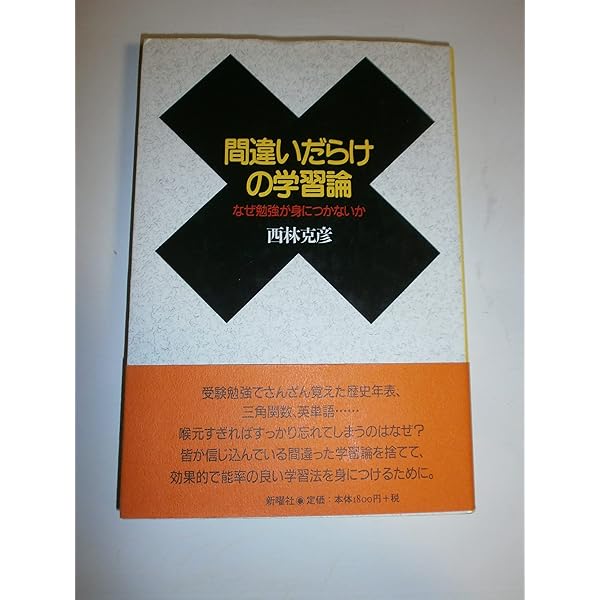 間違いだらけ
の学習論
なぜ勉強が身につかないか
西林克彦
受験勉強でさんざん覚えた歴史年表、
三角関数、英単語……
喉元すぎればすっかり忘れてしまうのはなぜ?
皆が信じ込んでいる間違った学習論を捨てて、
効果的で能率の良い学習法を身につけるために。
新曜社 定価:本体1800円+税